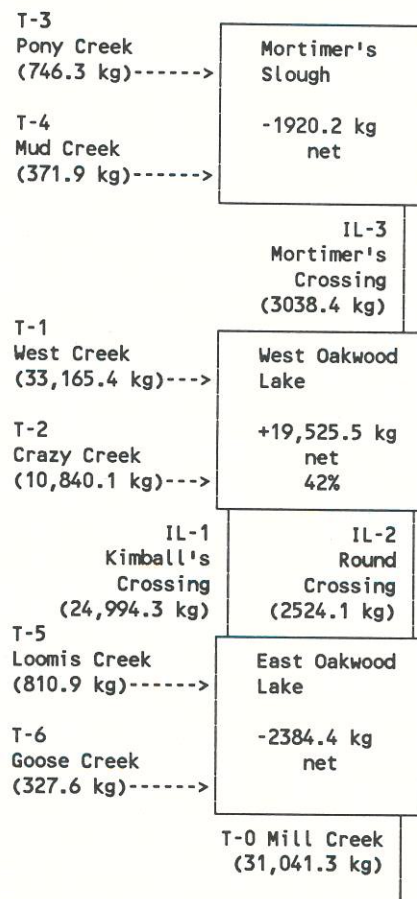 T-3
Pony Creek
(746.3 kg)------>
Mortimer's
Slough
T-4
Mud Creek
(371.9 kg)------>
-1920.2 kg
net
IL-3
Mortimer's
Crossing
(3038.4 kg)
T-1
West Creek
(33,165.4 kg)--->
West Oakwood
Lake
T-2
Crazy Creek
(10,840.1 kg)--->
+19,525.5 kg
net
42%
IL-1
Kimball's
Crossing
(24,994.3 kg)
IL-2
Round
Crossing
(2524.1 kg)
T-5
Loomis Creek
(810.9 kg)------>
East Oakwood
Lake
T-6
Goose Creek
(327.6 kg)------>
-2384.4 kg
net
T-O Mill Creek
(31,041.3 kg)